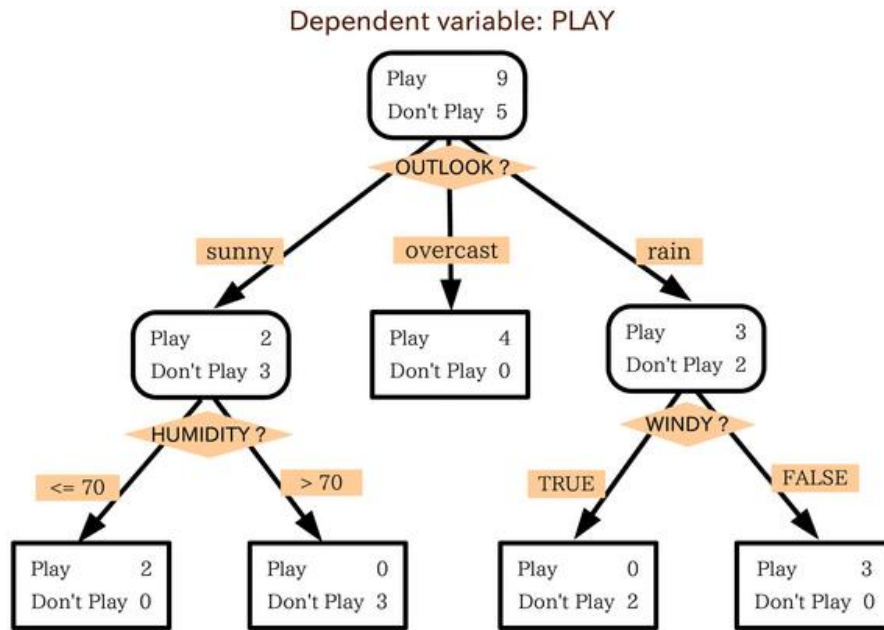 Dependent variable: PLAY
Play 9
Don't Play 5
OUTLOOK ?
sunny
overcast
rain
Play 2
Don't Play 3
Play 4
Don't Play 0
Play 3
Don't Play 2
HUMIDITY ?
WINDY ?
<= 70
> 70
TRUE
FALSE
Play 2
Don't Play 0
Play 0
Don't Play 3
Play 0
Don't Play 2
Play 3
Don't Play 0